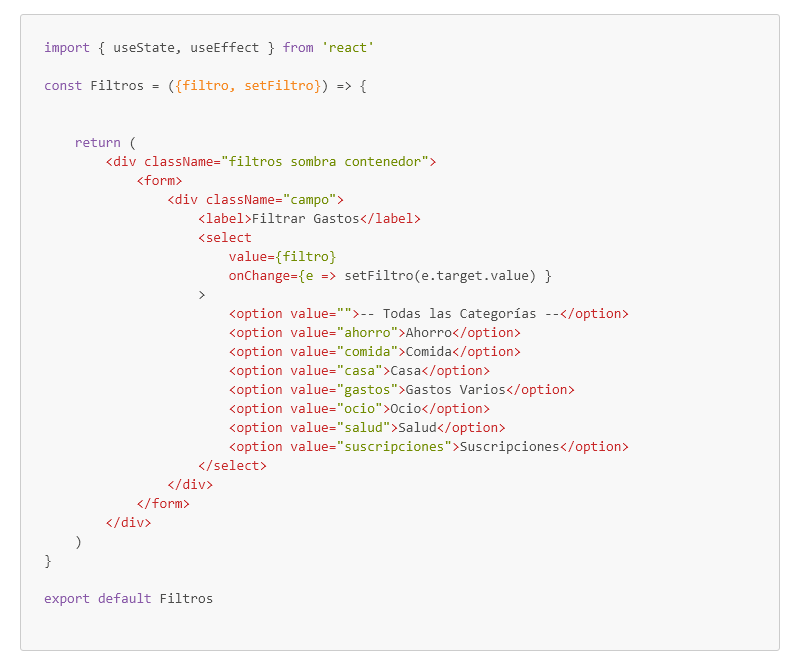 import { useState, useEffect } from 'react'
const Filtros = ({filtro, setFiltro}) => {
return (
<div className="filtros sombra contenedor">
<form>
<div className="campo">
<label>Filtrar Gastos</label>
<select
value={filtro}
onChange={e => setFiltro(e.target.value) }
>
<option value="">-- Todas las Categorías --</option>
<option value="ahorro">Ahorro</option>
<option value="comida">Comida</option>
<option value="casa">Casa</option>
<option value="gastos">Gastos Varios</option>
<option value="ocio">Ocio</option>
<option value="salud">Salud</option>
<option value="suscripciones">Suscripciones</option>
</select>
</div>
</form>
</div>
)
}
export default Filtros